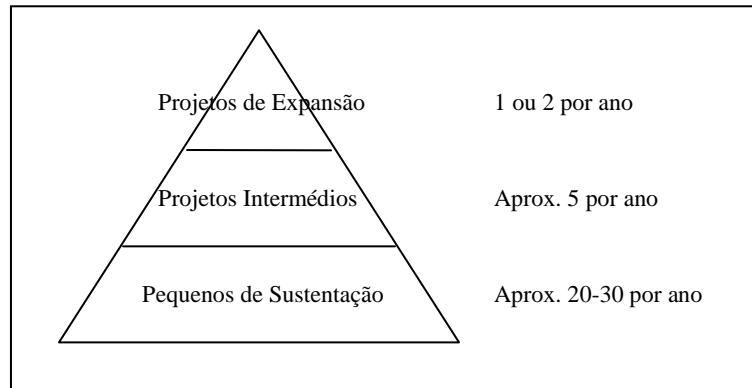 Projetos de Expansão 1 ou 2 por ano
Projetos Intermédios Aprox. 5 por ano
Pequenos de Sustentação Aprox. 20-30 por ano